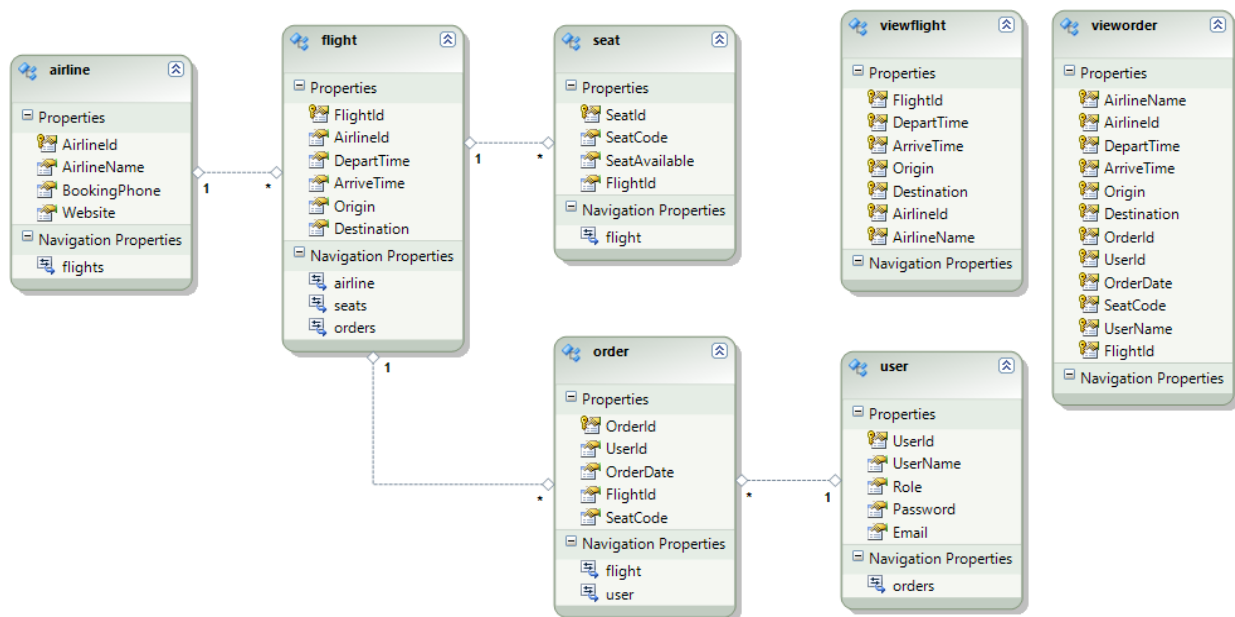 airline
Properties
AirlineId
AirlineName
BookingPhone
Website
Navigation Properties
flights
1
*
flight
Properties
FlightId
AirlineId
DepartTime
ArriveTime
Origin
Destination
Navigation Properties
airline
seats
orders
1
*
seat
Properties
SeatId
SeatCode
SeatAvailable
FlightId
Navigation Properties
flight
1
*
order
Properties
OrderId
UserId
OrderDate
FlightId
SeatCode
Navigation Properties
flight
user
*
1
viewflight
Properties
FlightId
DepartTime
ArriveTime
Origin
Destination
AirlineId
AirlineName
Navigation Properties
user
Properties
UserId
UserName
Role
Password
Email
Navigation Properties
orders
vieworder
Properties
AirlineName
AirlineId
DepartTime
ArriveTime
Origin
Destination
OrderId
UserId
OrderDate
SeatCode
UserName
FlightId
Navigation Properties